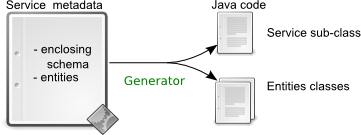 Service metadata
- enclosing
schema
- entities
Generator
Java code
Service sub-class
Entities classes